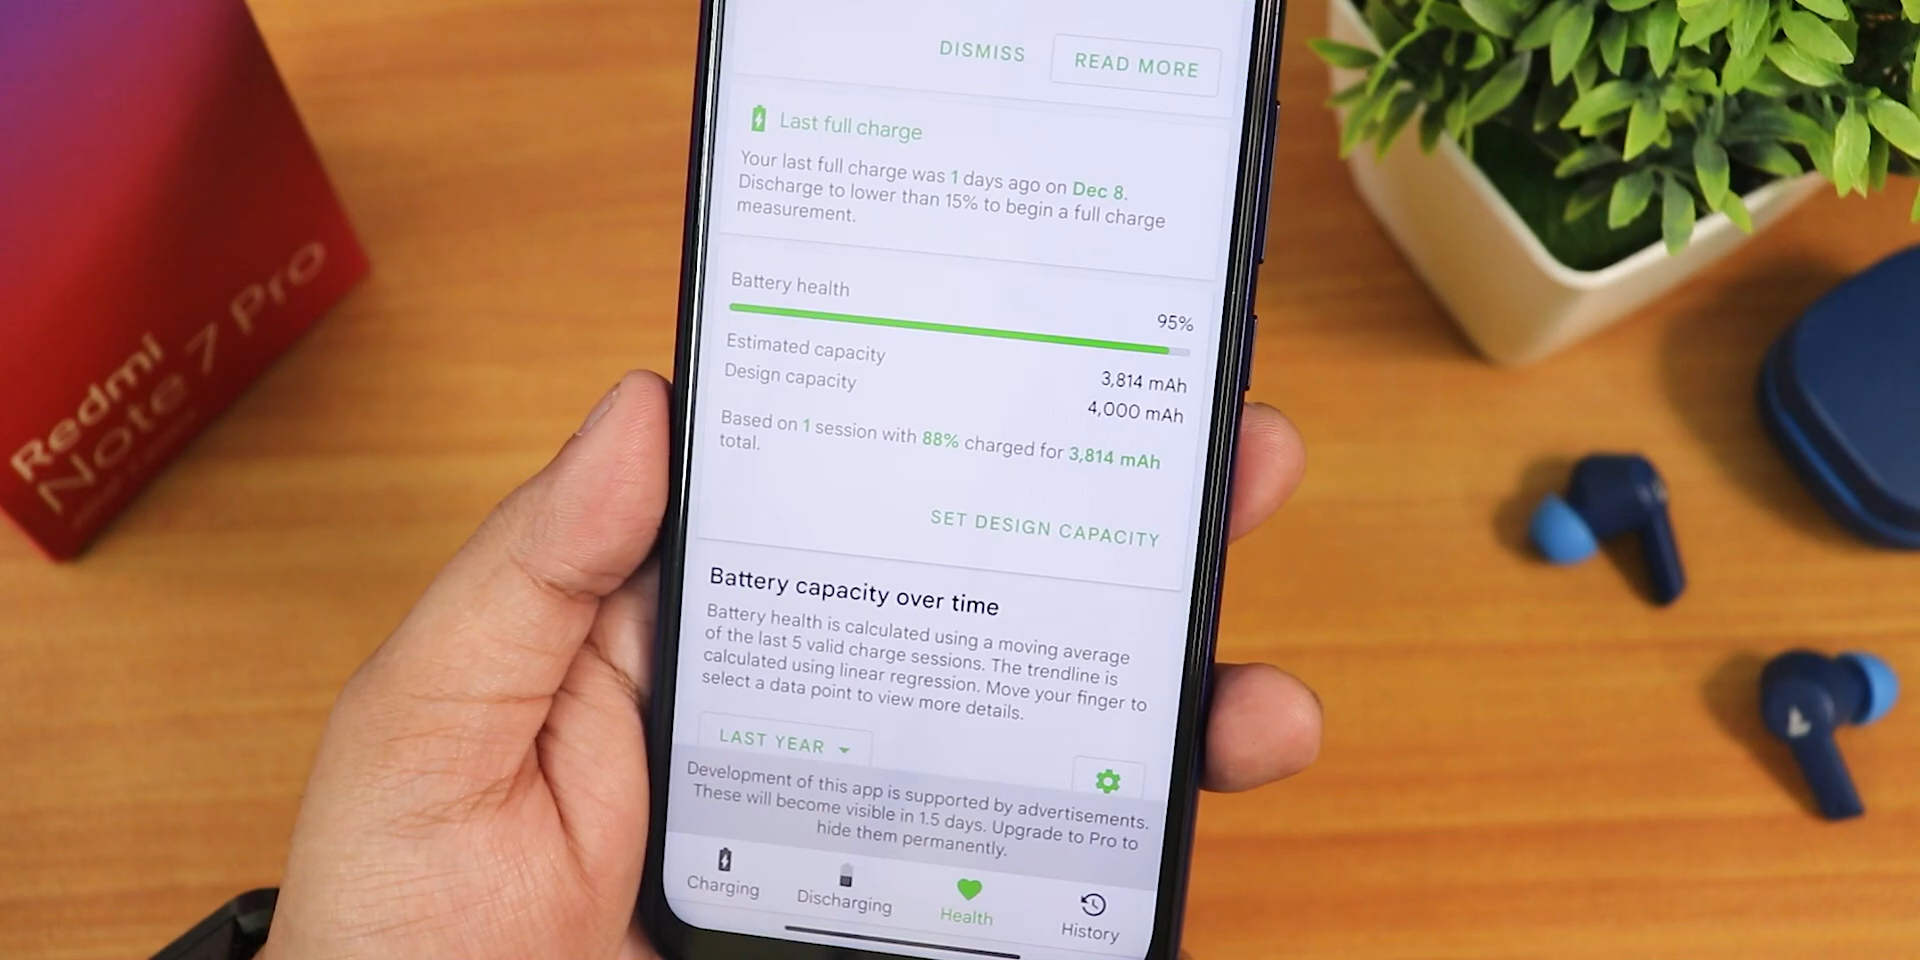 DISMISS
READ MORE
Last full charge
Your last full charge was 1 days ago on Dec 8.
Discharge to lower than 15% to begin a full charge
measurement.
Battery health
95%
Estimated capacity
3,814 mAh
Design capacity
4,000 mAh
Based on 1 session with 88% charged for 3,814 mAh
total.
SET DESIGN CAPACITY
Battery capacity over time
Battery health is calculated using a moving average
of the last 5 valid charge sessions. The trendline is
calculated using linear regression. Move your finger to
select a data point to view more details.
LAST YEAR
Development of this app is supported by advertisements.
These will become visible in 1.5 days. Upgrade to Pro to
hide them permanently.
Charging
Discharging
Health
History
Redmi
Note 7 Pro